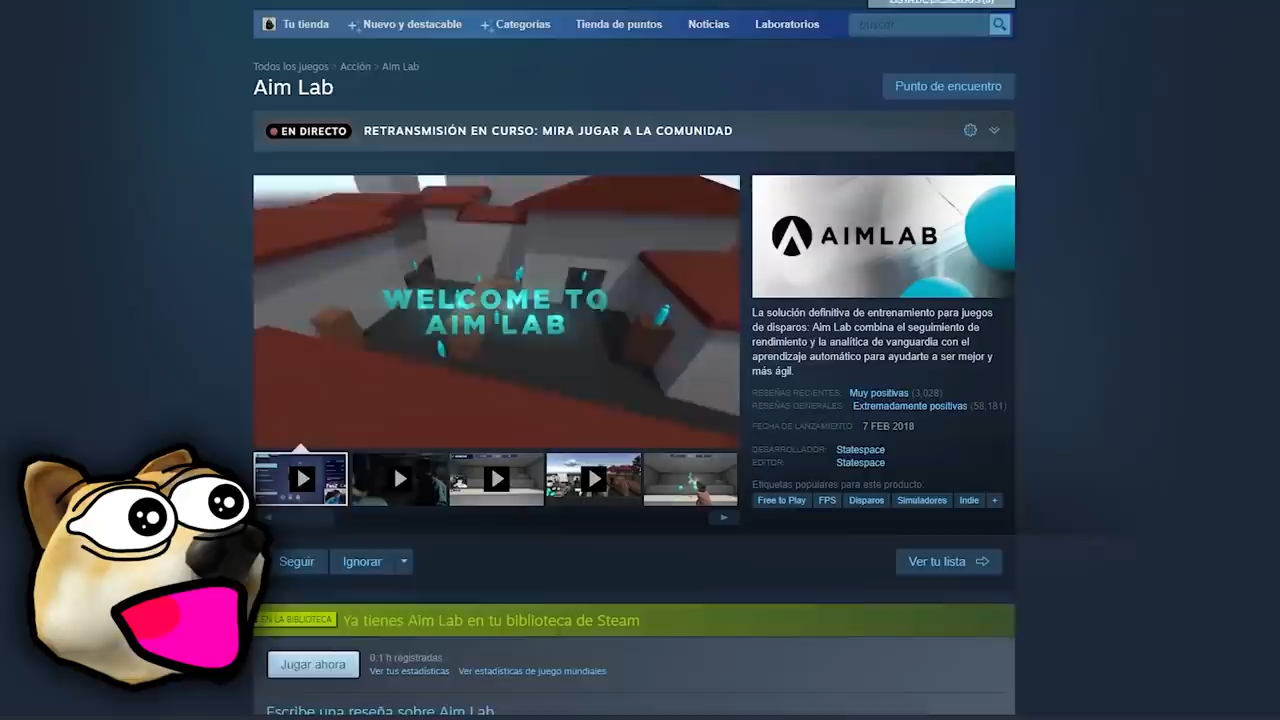 LISTA DE DESEADOS
Tu tienda
Nuevo y destacable
Categorías
Tienda de puntos
Noticias
Laboratorios
buscar
Todos los juegos > Acción > Aim Lab
Aim Lab
Punto de encuentro
EN DIRECTO
RETRANSMISIÓN EN CURSO: MIRA JUGAR A LA COMUNIDAD
WELCOME TO
AIM LAB
AIMLAB
La solución definitiva de entrenamiento para juegos
de disparos: Aim Lab combina el seguimiento de
rendimiento y la analítica de vanguardia con el
aprendizaje automático para ayudarte a ser mejor y
más ágil.
RESEÑAS RECIENTES: Muy positivas (3,028)
RESEÑAS GENERALES: Extremadamente positivas (58,181)
FECHA DE LANZAMIENTO: 7 FEB 2018
DESARROLLADOR: Statespace
EDITOR: Statespace
Etiquetas populares para este producto:
Free to Play
FPS
Disparos
Simuladores
Indie
+
Seguir
Ignorar
Ver tu lista
EN LA BIBLIOTECA
Ya tienes Aim Lab en tu biblioteca de Steam
Jugar ahora
0.1 h registradas
Ver tus estadísticas
Ver estadísticas de juego mundiales
Escribe una reseña sobre Aim Lab